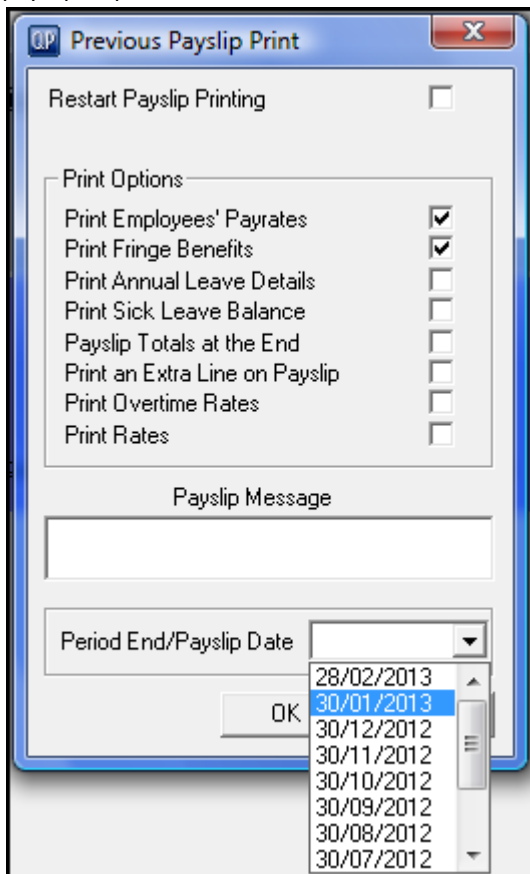 QP Previous Payslip Print
Restart Payslip Printing
Print Options
Print Employees' Payrates
Print Fringe Benefits
Print Annual Leave Details
Print Sick Leave Balance
Payslip Totals at the End
Print an Extra Line on Payslip
Print Overtime Rates
Print Rates
Payslip Message
Period End/Payslip Date
28/02/2013
OK 30/01/2013
30/12/2012
30/11/2012
30/10/2012
30/09/2012
30/08/2012
30/07/2012